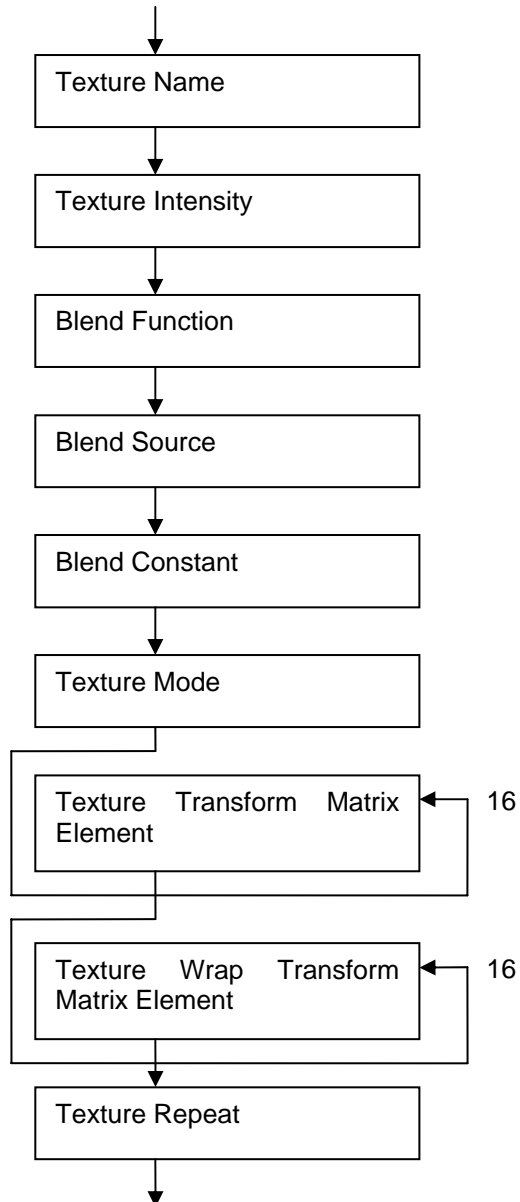 Texture Name
Texture Intensity
Blend Function
Blend Source
Blend Constant
Texture Mode
Texture Transform Matrix
Element
16
Texture Wrap Transform
Matrix Element
16
Texture Repeat